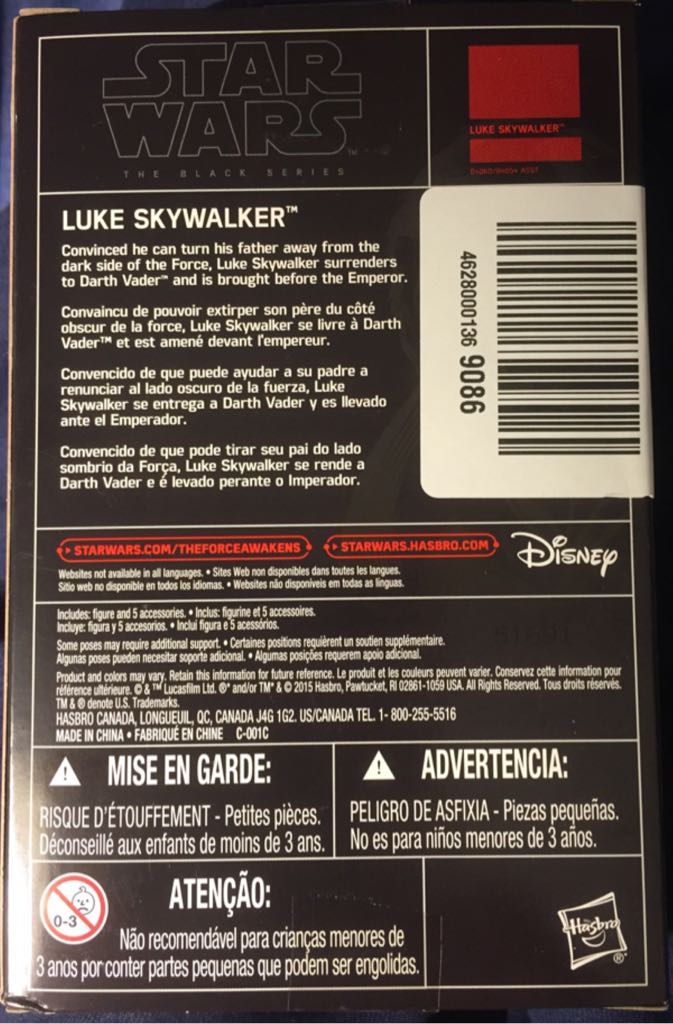 STAR
WARS
THE BLACK SERIES
LUKE SKYWALKER™
LUKE SKYWALKER™
Convinced he can turn his father away from the
dark side of the Force, Luke Skywalker surrenders
to Darth Vader™ and is brought before the Emperor.
Convaincu de pouvoir extirper son père du côté
obscur de la force, Luke Skywalker se livre à Darth
Vader™ et est amené devant l'empereur.
Convencido de que puede ayudar a su padre a
renunciar al lado oscuro de la fuerza, Luke
Skywalker se entrega a Darth Vader y es llevado
ante el Emperador.
Convencido de que pode tirar seu pai do lado
sombrio da Força, Luke Skywalker se rende a
Darth Vader e é levado perante o Imperador.
4628000136 9086
STARWARS.COM/THEFORCEAWAKENS
STARWARS.HASBRO.COM
Disney
Websites not available in all languages. • Sites Web non disponibles dans toutes les langues.
Sitio web no disponible en todos los idiomas. • Websites não disponíveis em todas as línguas.
Includes: figure and 5 accessories. • Inclus: figurine et 5 accessoires.
Incluye: figura y 5 accesorios. • Inclui figura e 5 acessórios.
Some poses may require additional support. • Certaines positions requièrent un soutien supplémentaire.
Algunas poses pueden necesitar soporte adicional. • Algumas posições requerem apoio adicional.
Product and colors may vary. Retain this information for future reference. Le produit et les couleurs peuvent varier. Conservez cette information pour
référence ultérieure. © & ™ Lucasfilm Ltd. ®* and/or TM* & © 2015 Hasbro, Pawtucket, RI 02861-1059 USA. All Rights Reserved. Tous droits réservés.
TM & ® denote U.S. Trademarks.
HASBRO CANADA, LONGUEUIL, QC, CANADA J4G 1G2. US/CANADA TEL. 1- 800-255-5516
MADE IN CHINA • FABRIQUÉ EN CHINE C-001C
MISE EN GARDE:
RISQUE D'ÉTOUFFEMENT - Petites pièces.
Déconseillé aux enfants de moins de 3 ans.
ADVERTENCIA:
PELIGRO DE ASFIXIA - Piezas pequeñas.
No es para niños menores de 3 años.
0-3
ATENÇÃO:
Não recomendável para crianças menores de
3 anos por conter partes pequenas que podem ser engolidas.
Hasbro®